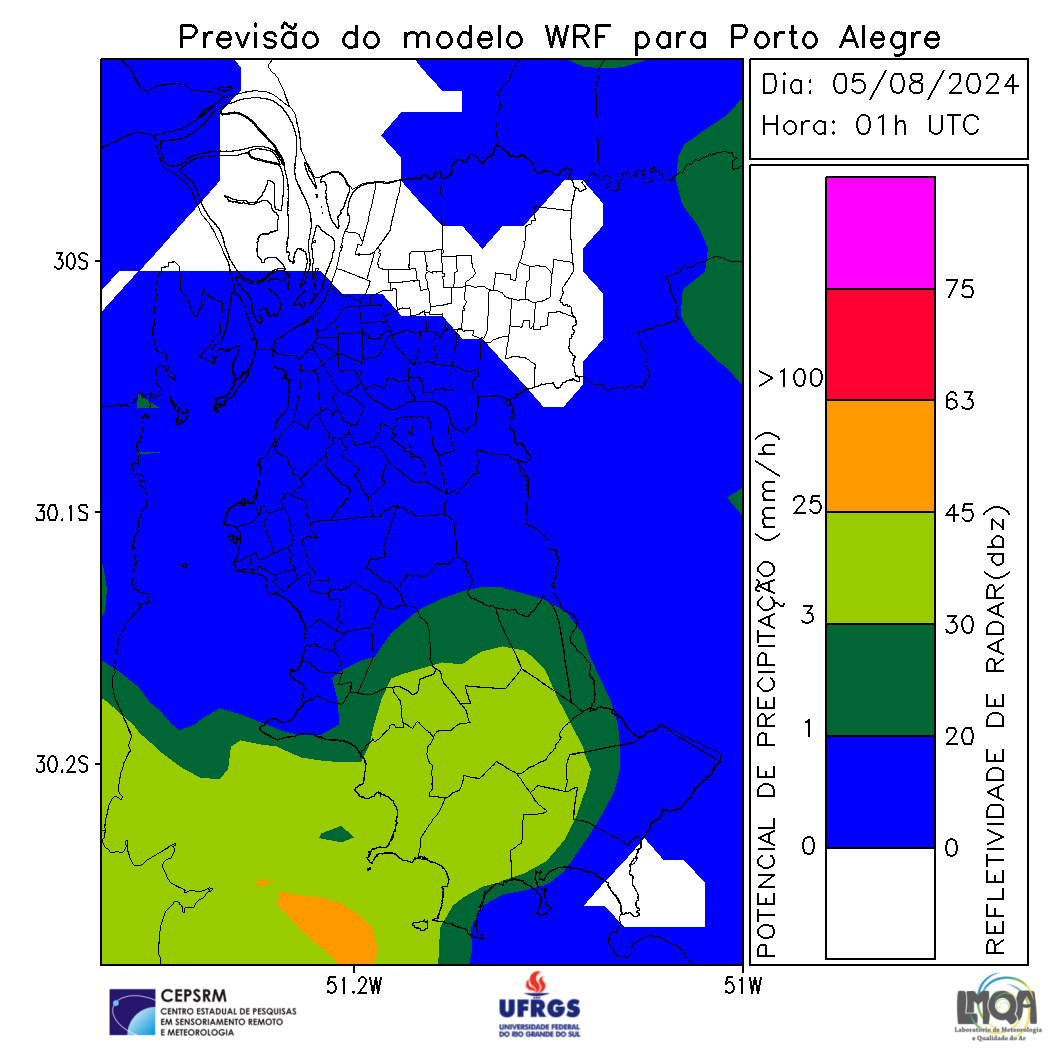 Previsão do modelo WRF para Porto Alegre
Dia: 05/08/2024
Hora: 01h UTC
30S
30.1S
30.2S
51.2W
51W
POTENCIAL DE PRECIPITAÇÃO (mm/h)
>100
25
3
1
0
75
63
45
30
20
0
REFLETIVIDADE DE RADAR(dbz)
CEPSRM
CENTRO ESTADUAL DE PESQUISAS
EM SENSORIAMENTO REMOTO
E METEOROLOGIA
UFRGS
UNIVERSIDADE FEDERAL
DO RIO GRANDE DO SUL
LMQA
Laboratório de Meteorologia
e Qualidade do Ar